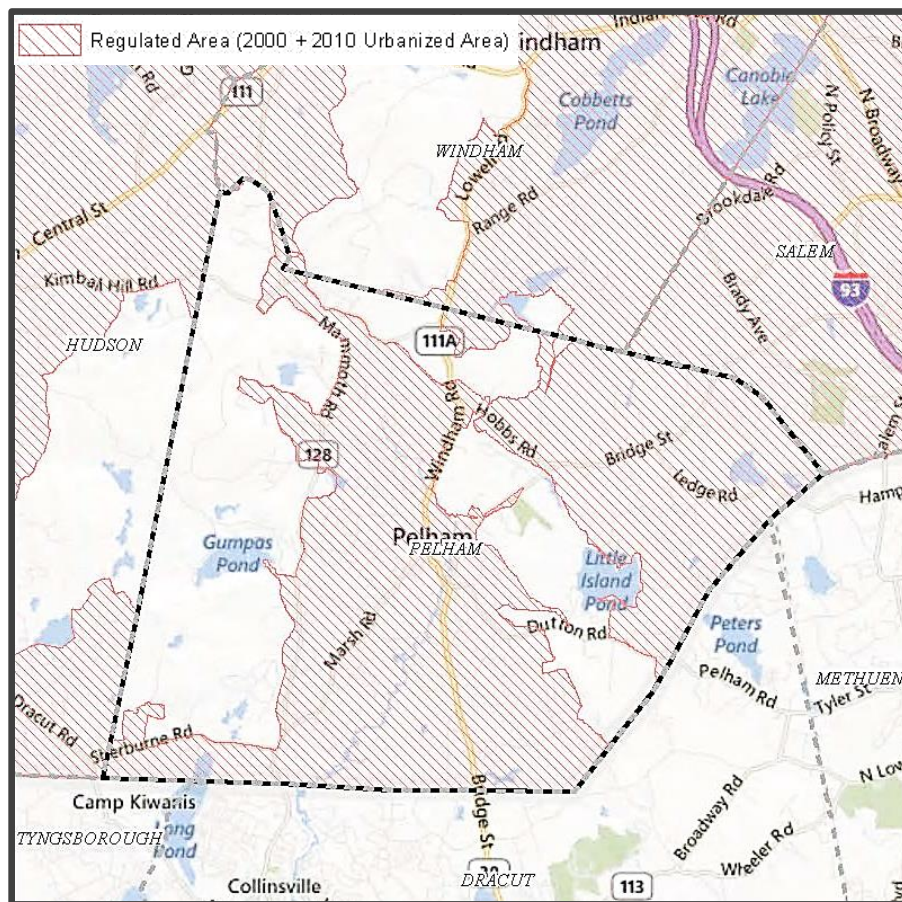 Regulated Area (2000 + 2010 Urbanized Area)
indham
Rd
111
Cobbetts
Pond
Canobie
Lake
N Policy St
N Broadway
WINDHAM
Lowell R
Range Rd
Brookdale Rd
Central St
SALEM
Kimball Hill Rd
93
Brady Ave
HUDSON
Mammoth Rd
111A
Windham Rd
Hobbs Rd
Bridge St
128
Ledge Rd
Salem St
Hamp
Pelham
PELHAM
Gumpas
Pond
Little
Island
Pond
Marsh Rd
Dutton Rd
Peters
Pond
Pelham Rd
METHUEN
Tyler St
Dracut Rd
Sherburne Rd
Camp Kiwanis
Bridge St
Broadway Rd
N Low
TYNGSBOROUGH
Long
Pond
Wheeler Rd
Collinsville
DRACUT
113